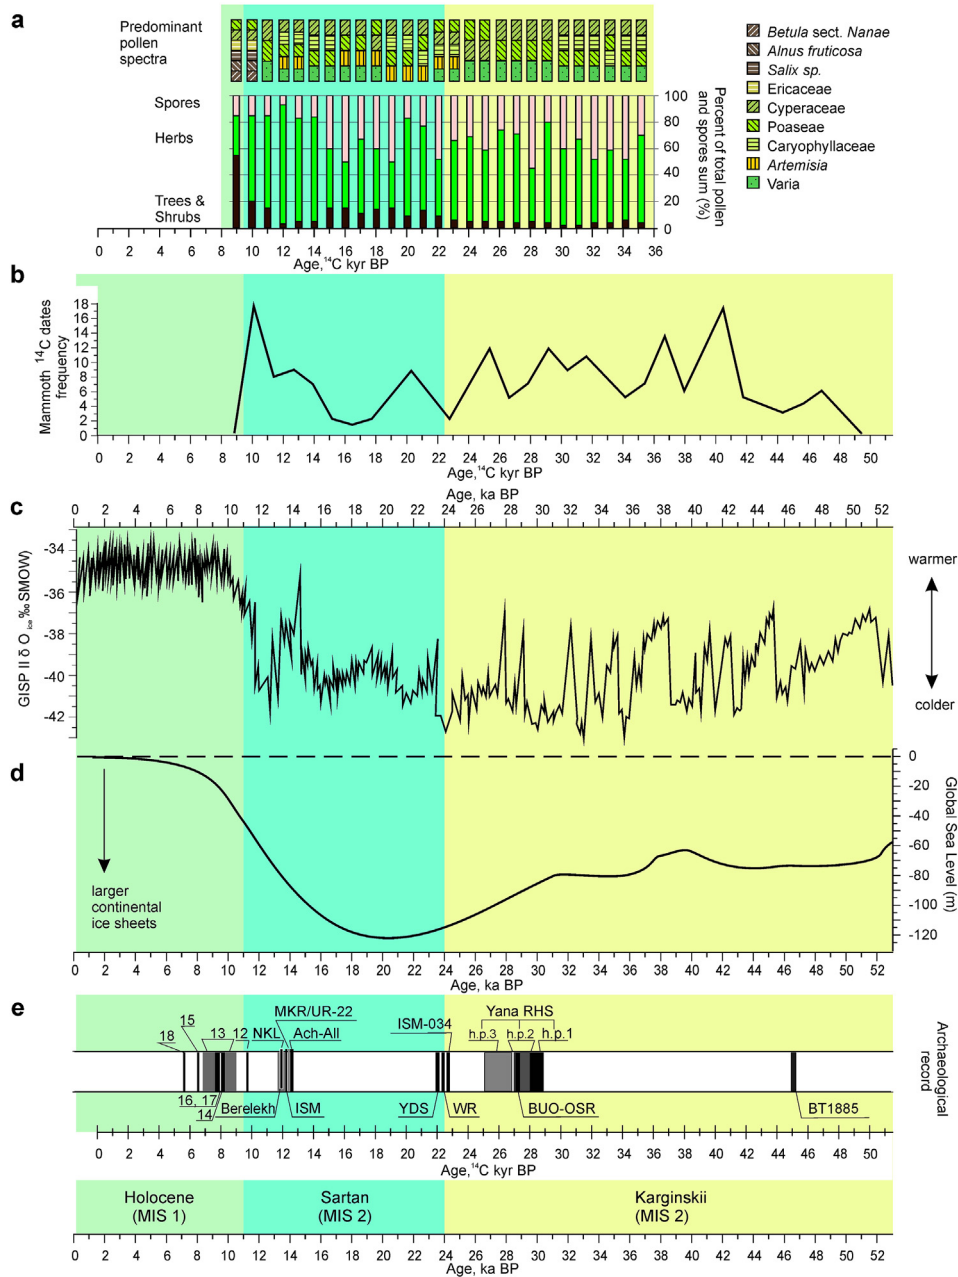 a
Predominant
pollen
spectra
Betula sect. Nanae
Alnus fruticosa
Salix sp.
Ericaceae
Cyperaceae
Poaseae
Caryophyllaceae
Artemisia
Varia
Spores
Herbs
Trees &
Shrubs
100
80
60
40
20
0
Percent of total pollen
and spores sum (%)
0 2 4 6 8 10 12 14 16 18 20 22 24 26 28 30 32 34 36
Age,¹⁴C kyr BP
b
Mammoth ¹⁴C dates
frequency
18
16
14
12
10
8
6
4
2
0
0 2 4 6 8 10 12 14 16 18 20 22 24 26 28 30 32 34 36 38 40 42 44 46 48 50
Age,¹⁴C kyr BP
Age, ka BP
c
0 2 4 6 8 10 12 14 16 18 20 22 24 26 28 30 32 34 36 38 40 42 44 46 48 50 52
GISP II δ O ice ‰ SMOW)
-34
-36
-38
-40
-42
warmer
colder
d
0
-20
-40
-60
-80
-100
-120
Global Sea Level (m)
larger
continental
ice sheets
0 2 4 6 8 10 12 14 16 18 20 22 24 26 28 30 32 34 36 38 40 42 44 46 48 50 52
Age, ka BP
e
MKR/UR-22
Yana RHS
15
ISM-034
18
13
12
NKL
Ach-All
h.p.3
h.p.2
h.p.1
Archaeological
record
16, 17
14
Berelekh
ISM
YDS
WR
BUO-OSR
BT1885
0 2 4 6 8 10 12 14 16 18 20 22 24 26 28 30 32 34 36 38 40 42 44 46 48 50
Age,¹⁴C kyr BP
Holocene
(MIS 1)
Sartan
(MIS 2)
Karginskii
(MIS 2)
0 2 4 6 8 10 12 14 16 18 20 22 24 26 28 30 32 34 36 38 40 42 44 46 48 50 52
Age, ka BP